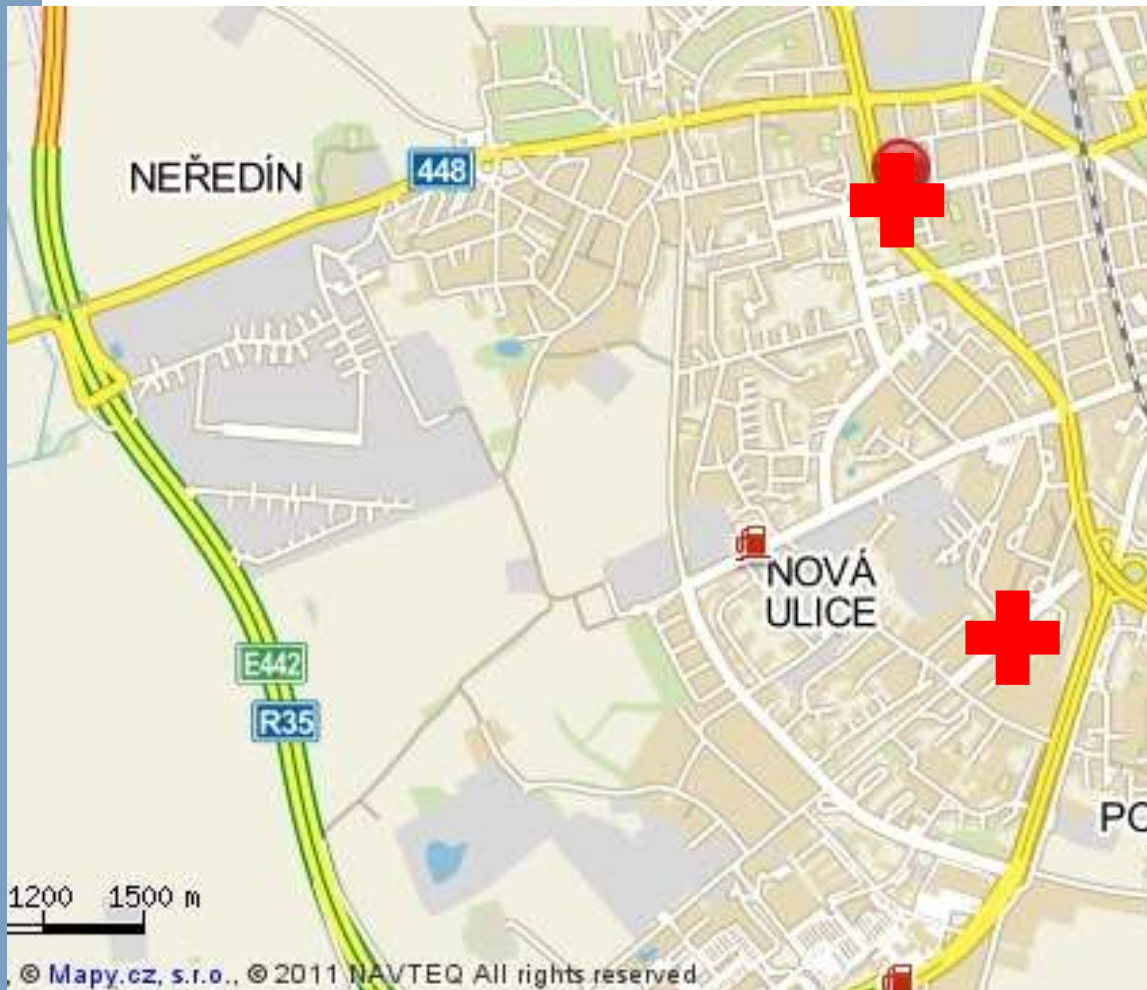 NEŘEDÍN
448
NOVÁ
ULICE
E442
R35
PO
1200 1500 m
, © Mapy.cz, s.r.o., © 2011 NAVTEQ All rights reserved